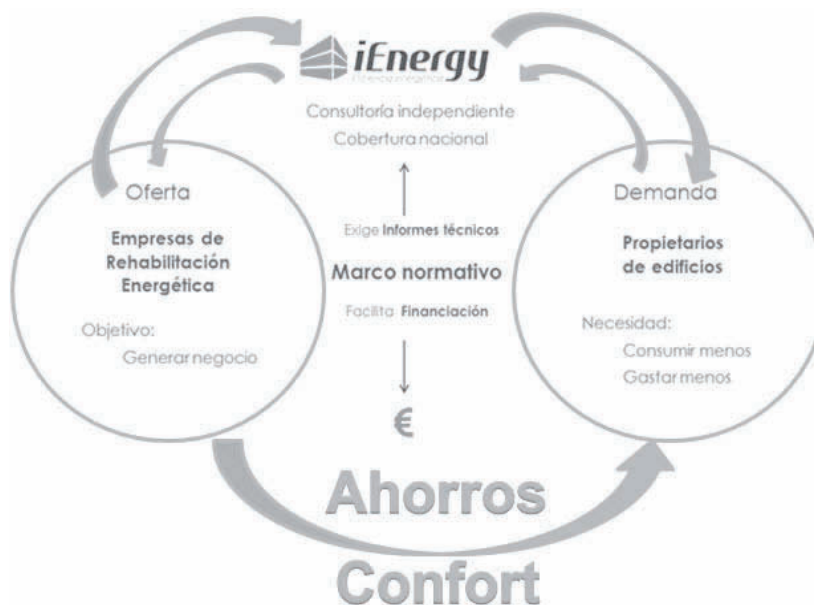 iEnergy
Consultoría independiente
Cobertura nacional
Oferta
Empresas de
Rehabilitación
Energética
Objetivo:
Generar negocio
Exige Informes técnicos
Marco normativo
Facilita Financiación
€
Demanda
Propietarios
de edificios
Necesidad:
Consumir menos
Gastar menos
Ahorros
Confort